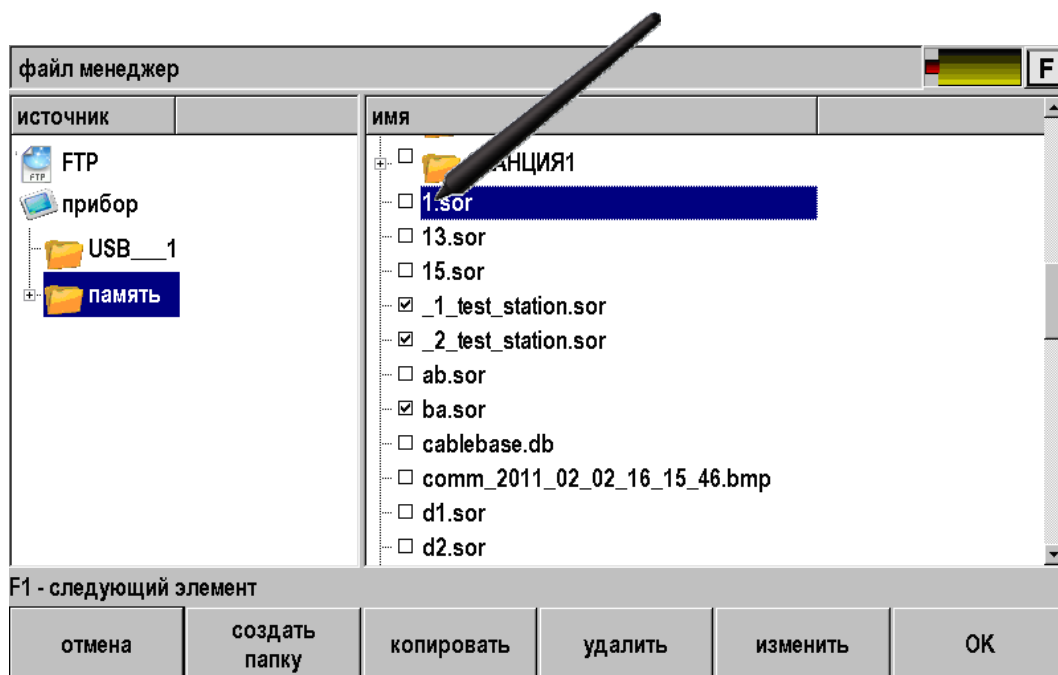 файл менеджер
F
источник
имя
FTP
FTP
прибор
USB___1
память
1.sor
13.sor
15.sor
_1_test_station.sor
_2_test_station.sor
ab.sor
ba.sor
cablebase.db
comm_2011_02_02_16_15_46.bmp
d1.sor
d2.sor
F1 - следующий элемент
отмена
создать
папку
копировать
удалить
изменить
ОК